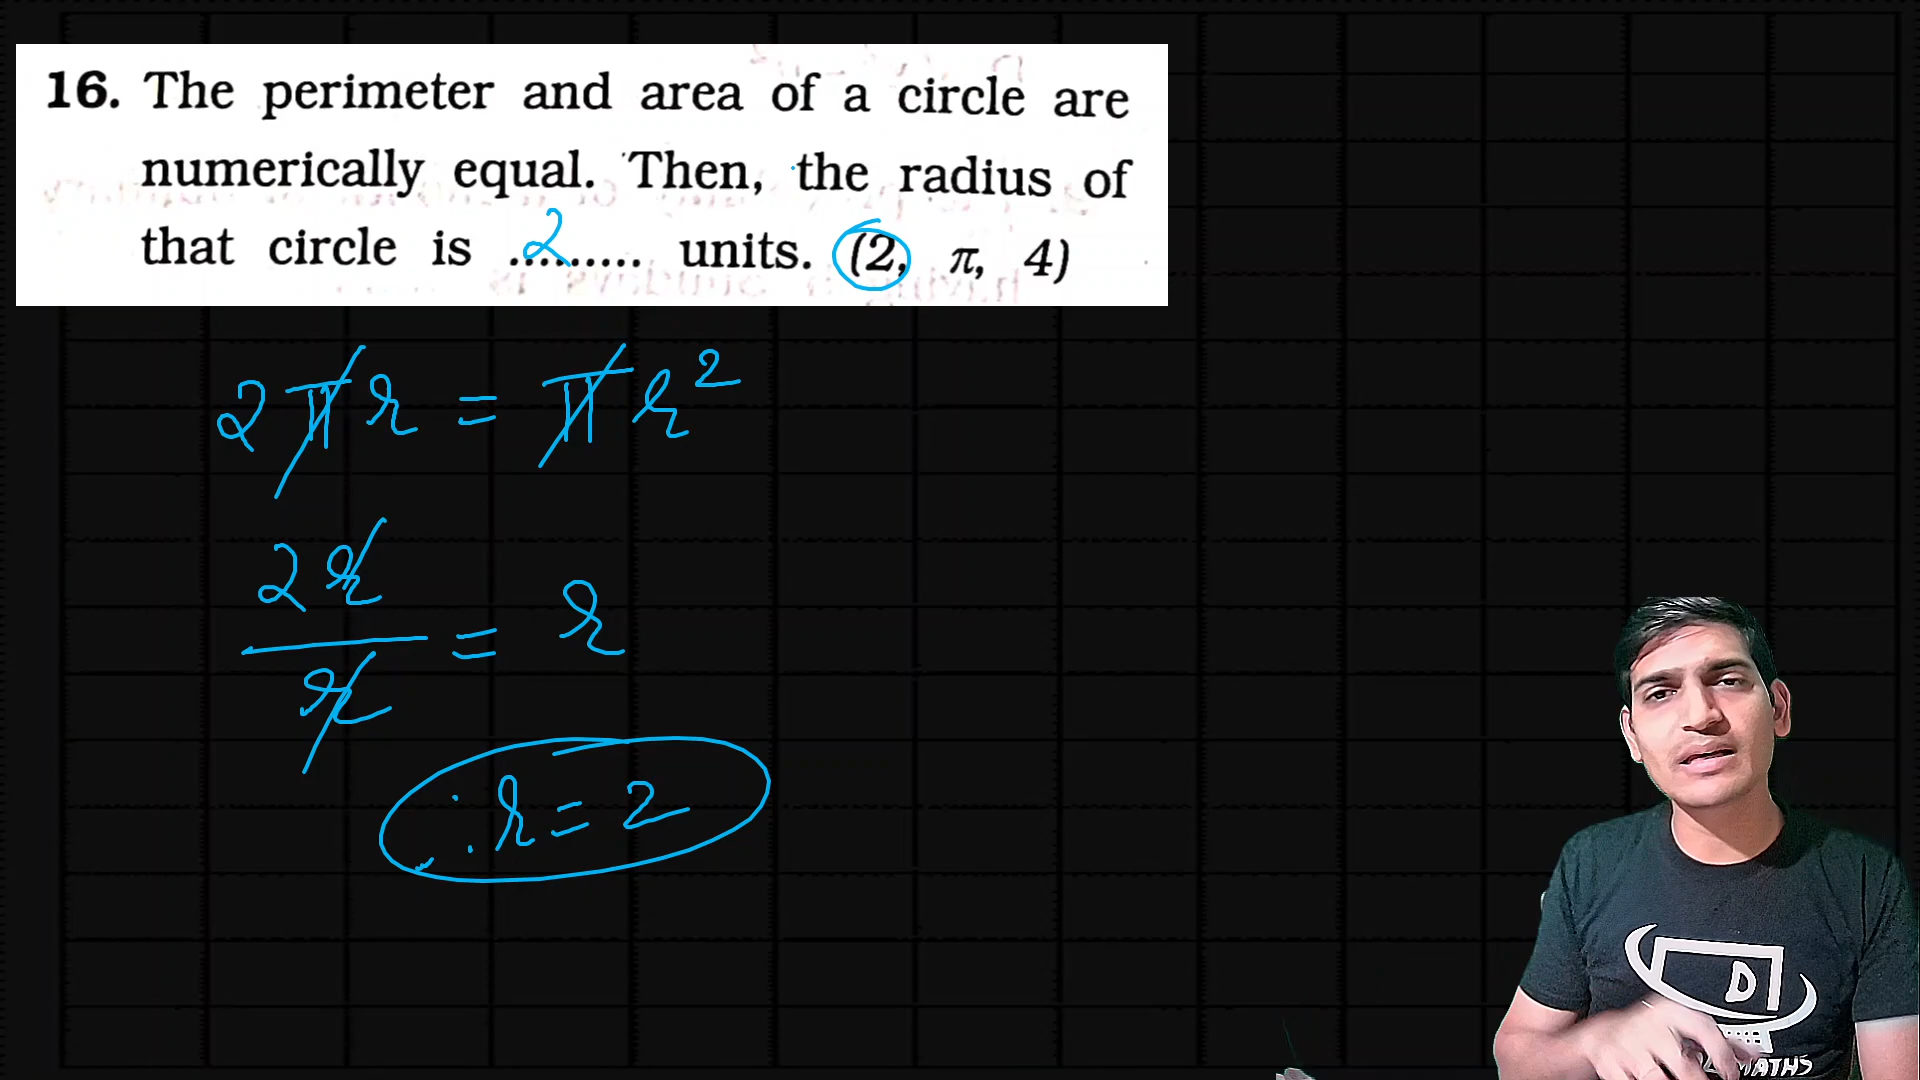 16. The perimeter and area of a circle are
numerically equal. Then, the radius of
that circle is ...2...... units. (2, π, 4)
2πr = πr²
2r/r = r
∴ r = 2
D
MATHS